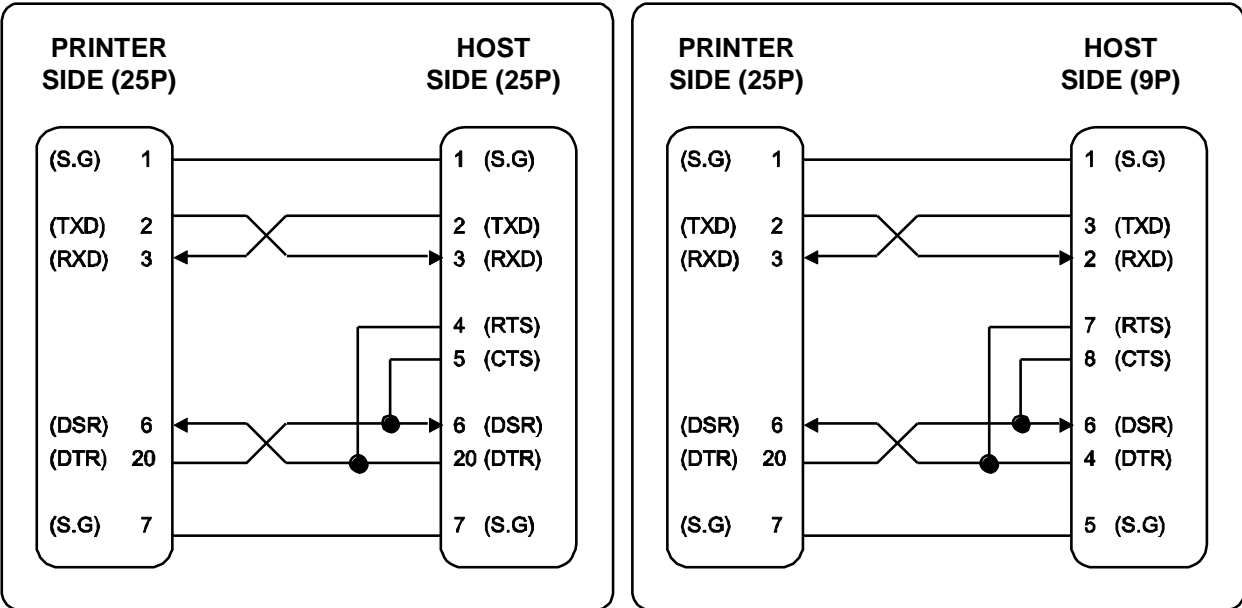 PRINTER
SIDE (25P)
HOST
SIDE (25P)
(S.G) 1
1 (S.G)
(TXD) 2
2 (TXD)
(RXD) 3
3 (RXD)
4 (RTS)
5 (CTS)
(DSR) 6
6 (DSR)
(DTR) 20
20 (DTR)
(S.G) 7
7 (S.G)
PRINTER
SIDE (25P)
HOST
SIDE (9P)
(S.G) 1
1 (S.G)
(TXD) 2
3 (TXD)
(RXD) 3
2 (RXD)
7 (RTS)
8 (CTS)
(DSR) 6
6 (DSR)
(DTR) 20
4 (DTR)
(S.G) 7
5 (S.G)